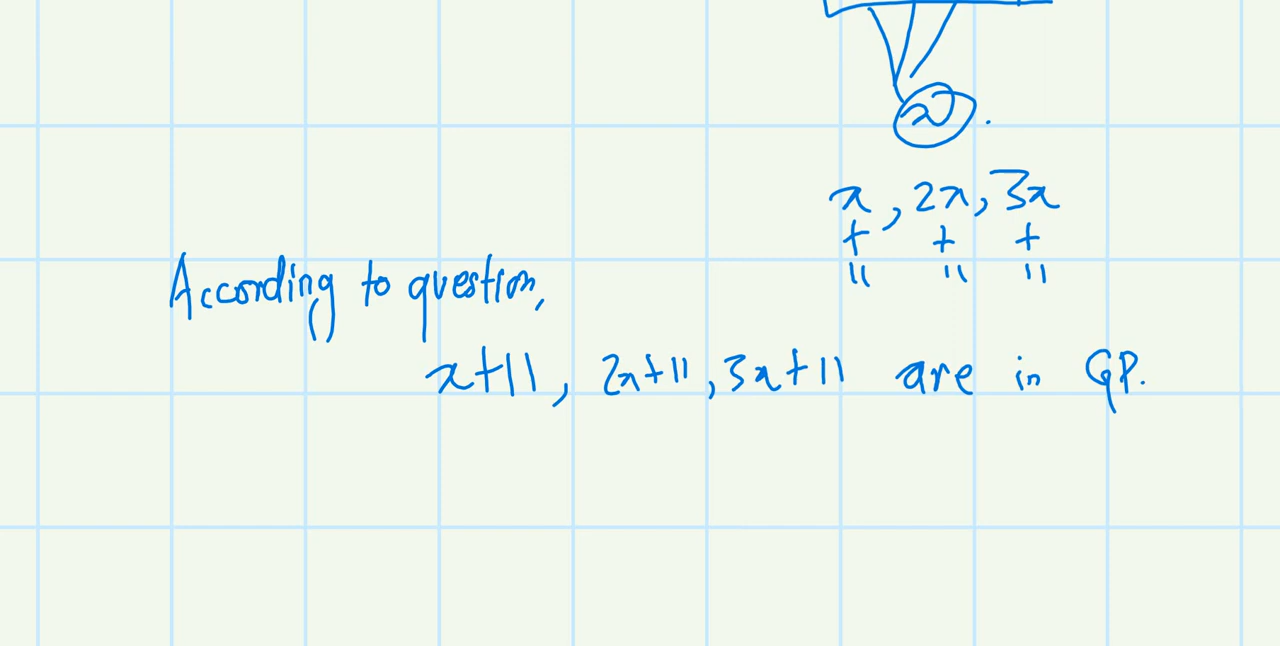 x
x, 2x, 3x
+ + +
11 11 11
According to question,
x+11, 2x+11, 3x+11 are in GP.